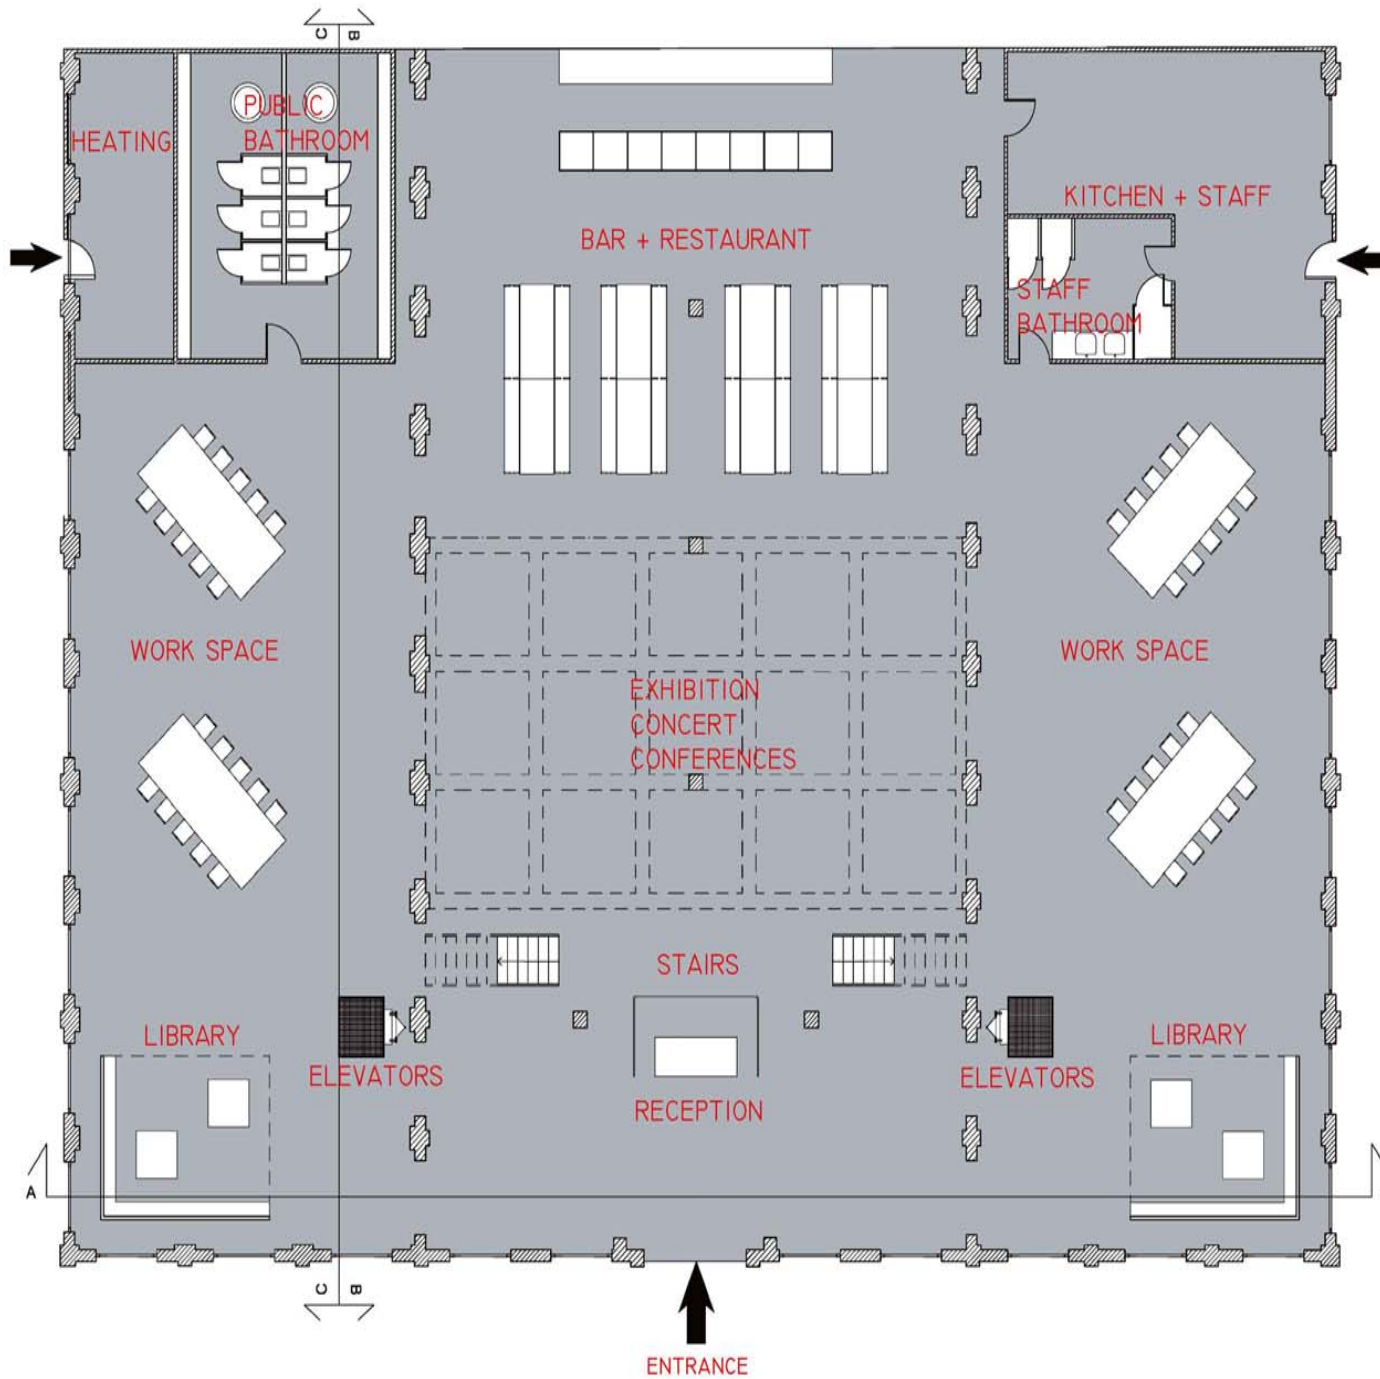 C B
HEATING
PUBLIC
BATHROOM
KITCHEN + STAFF
BAR + RESTAURANT
STAFF
BATHROOM
WORK SPACE
WORK SPACE
EXHIBITION
CONCERT
CONFERENCES
STAIRS
LIBRARY
LIBRARY
ELEVATORS
ELEVATORS
RECEPTION
A
C B
ENTRANCE